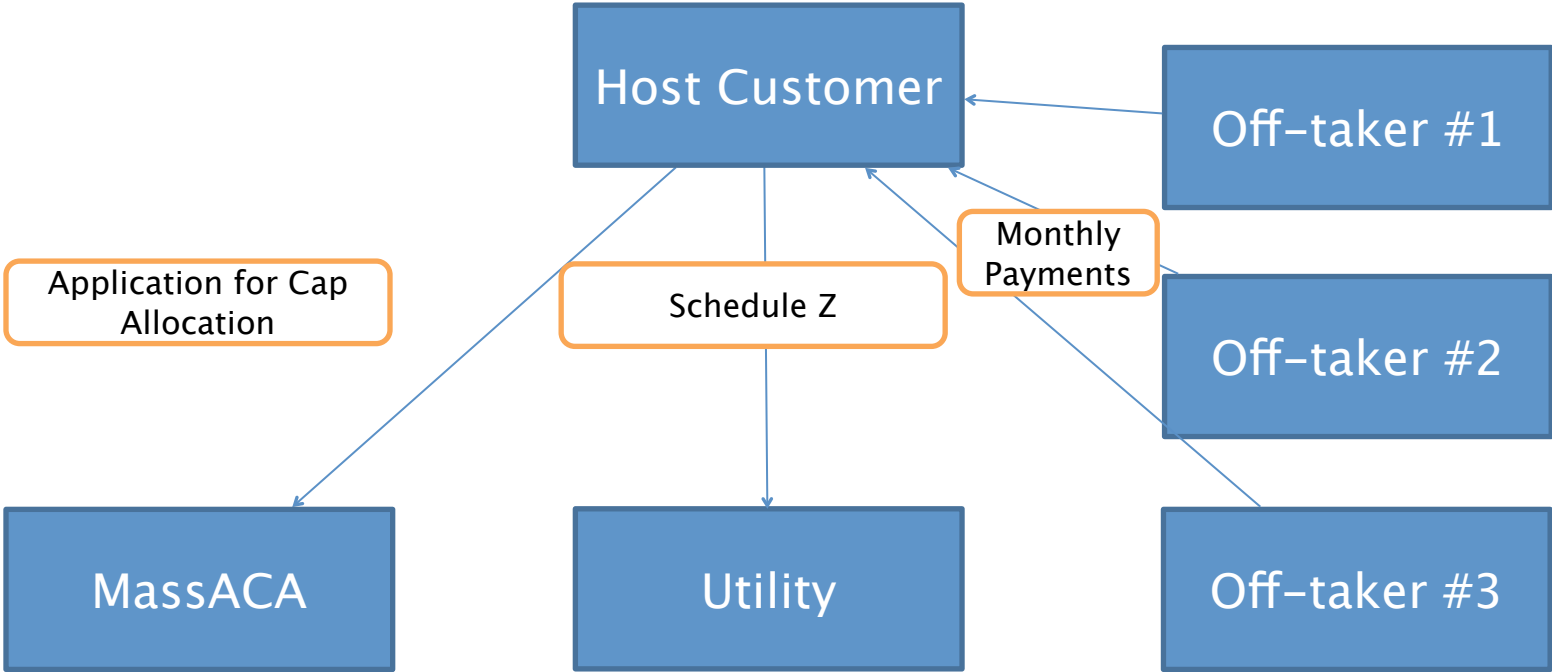 Host Customer
Off-taker #1
Monthly
Payments
Application for Cap
Allocation
Schedule Z
Off-taker #2
MassACA
Utility
Off-taker #3